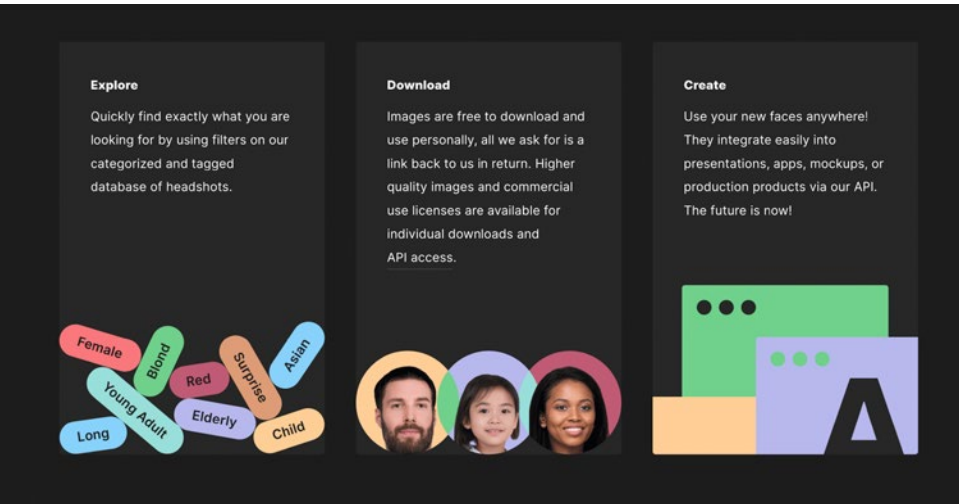 Explore
Quickly find exactly what you are
looking for by using filters on our
categorized and tagged
database of headshots.
Female
Blond
Red
Surprise
Asian
Young Adult
Elderly
Long
Child
Download
Images are free to download and
use personally, all we ask for is a
link back to us in return. Higher
quality images and commercial
use licenses are available for
individual downloads and
API access.
Create
Use your new faces anywhere!
They integrate easily into
presentations, apps, mockups, or
production products via our API.
The future is now!
A